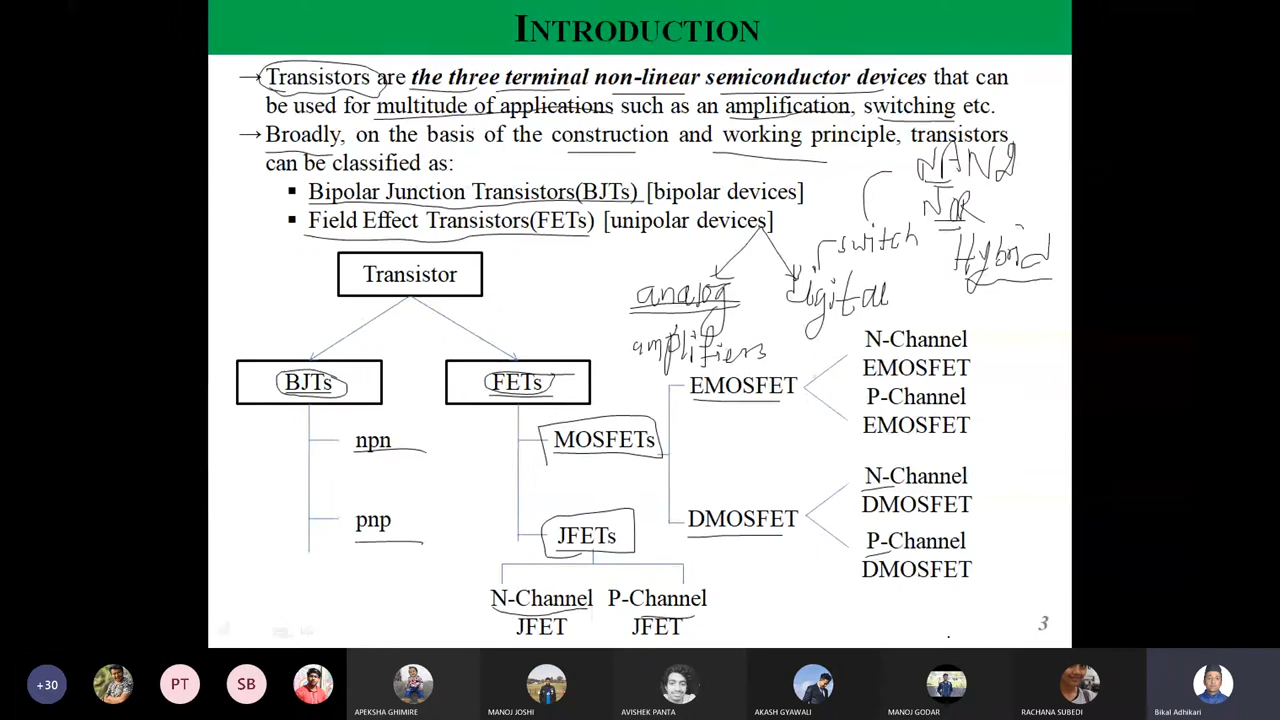 INTRODUCTION
→ Transistors are the three terminal non-linear semiconductor devices that can
be used for multitude of applications such as an amplification, switching etc.
→ Broadly, on the basis of the construction and working principle, transistors
can be classified as:
▪ Bipolar Junction Transistors(BJTs) [bipolar devices]
▪ Field Effect Transistors(FETs) [unipolar devices]
NAND
NOR
Hybrid
switch
analog
digital
amplifiers
Transistor
BJTs
FETs
npn
pnp
MOSFETs
JFETs
N-Channel
JFET
P-Channel
JFET
EMOSFET
DMOSFET
N-Channel
EMOSFET
P-Channel
EMOSFET
N-Channel
DMOSFET
P-Channel
DMOSFET
3
+30
PT
SB
APEKSHA GHIMIRE
MANOJ JOSHI
AVISHEK PANTA
AKASH GYAWALI
MANOJ GODAR
RACHANA SUBEDI
Bikal Adhikari